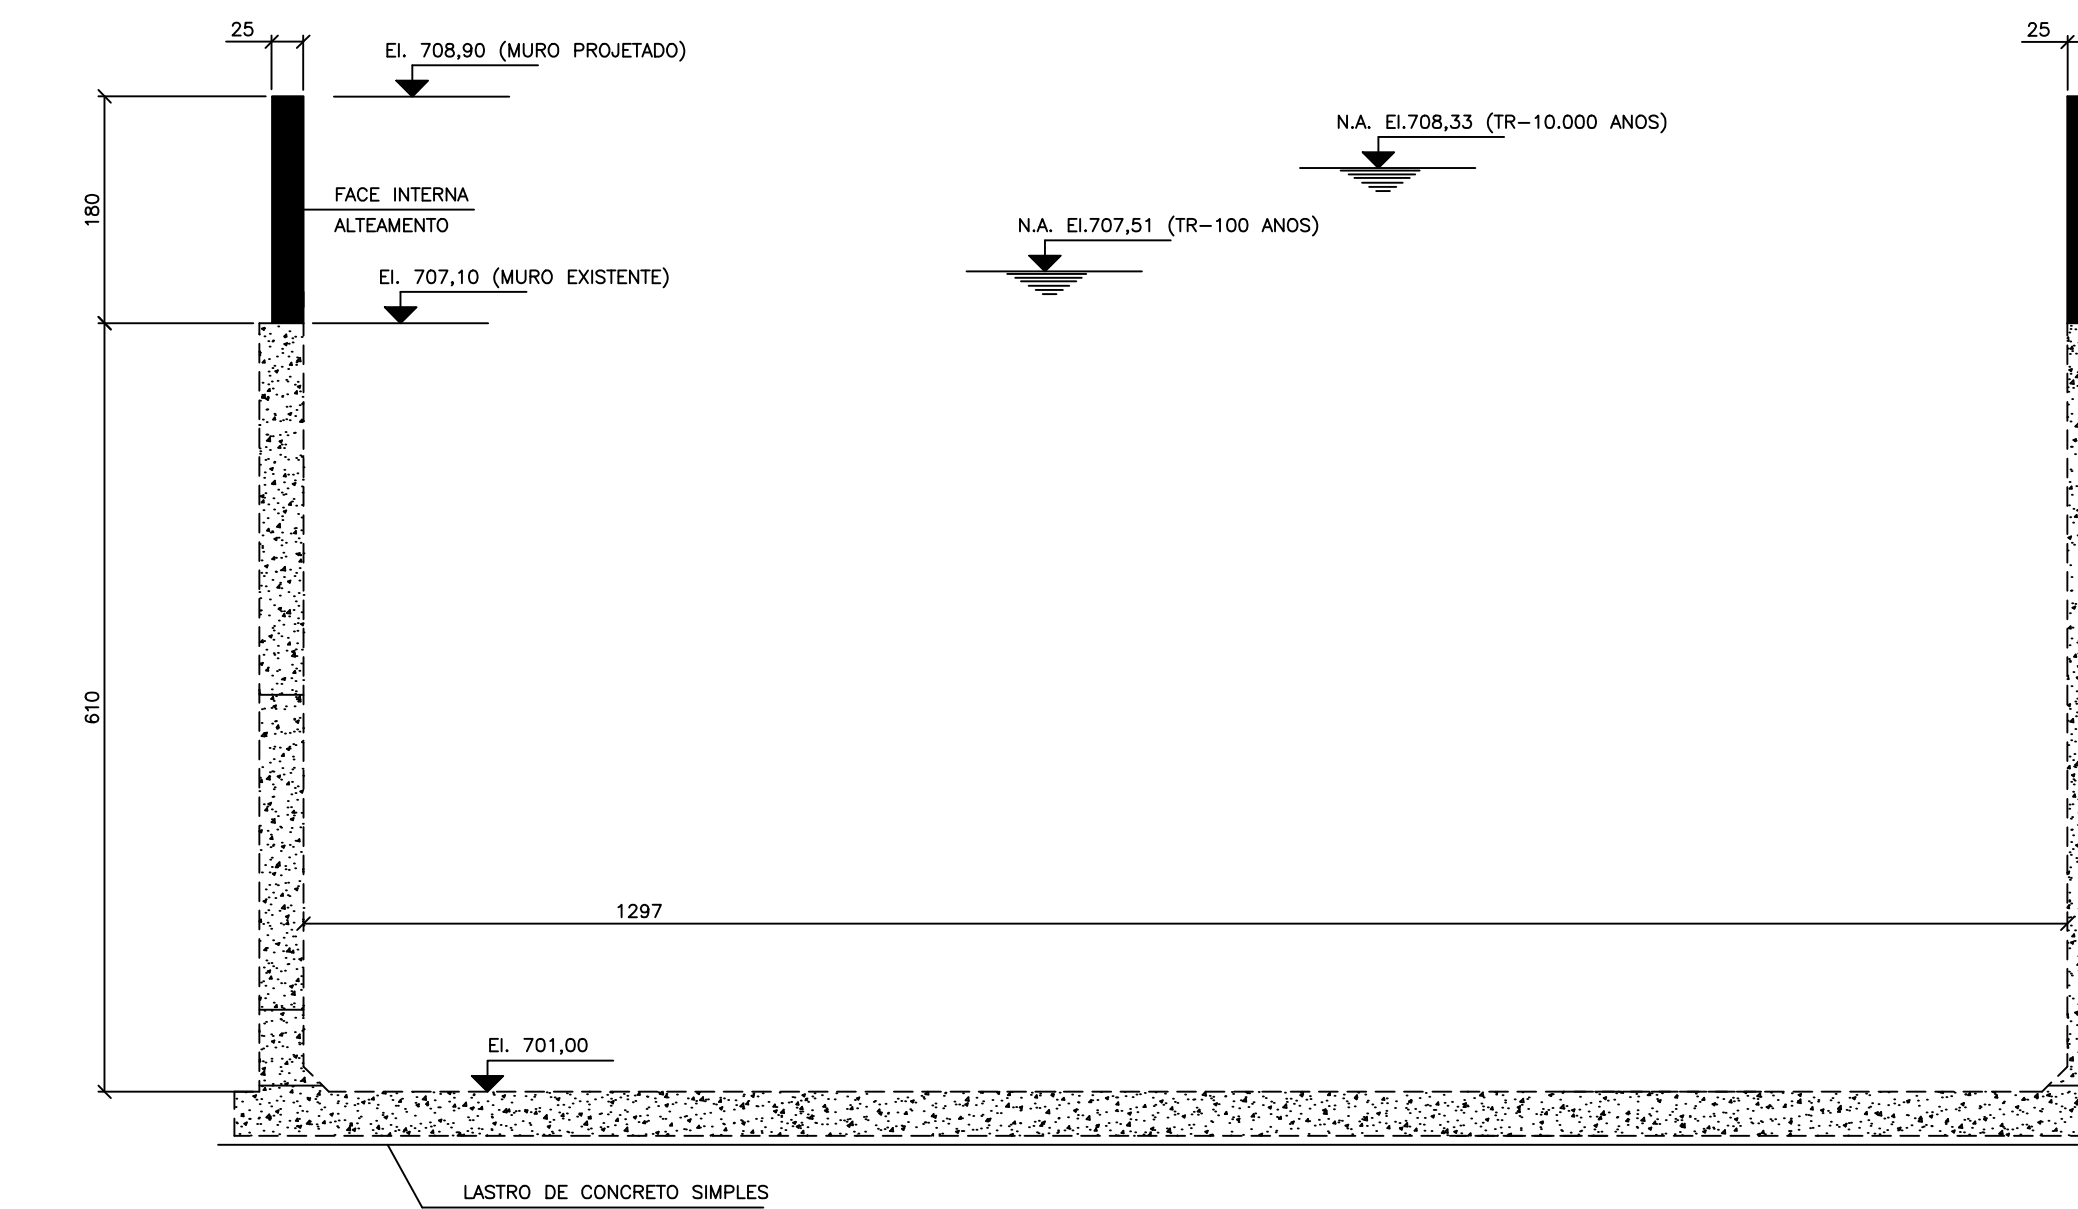 25
25
El. 708,90 (MURO PROJETADO)
N.A. El.708,33 (TR-10.000 ANOS)
180
FACE INTERNA
ALTEAMENTO
N.A. El.707,51 (TR-100 ANOS)
El. 707,10 (MURO EXISTENTE)
610
1297
El. 701,00
LASTRO DE CONCRETO SIMPLES